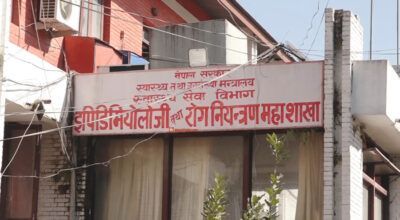 नेपाल सरकार
स्वास्थ्य तथा जनसंख्या मन्त्रालय
स्वास्थ्य सेवा विभाग
इपिडिमियोलोजी तथा रोग नियन्त्रण महाशाखा